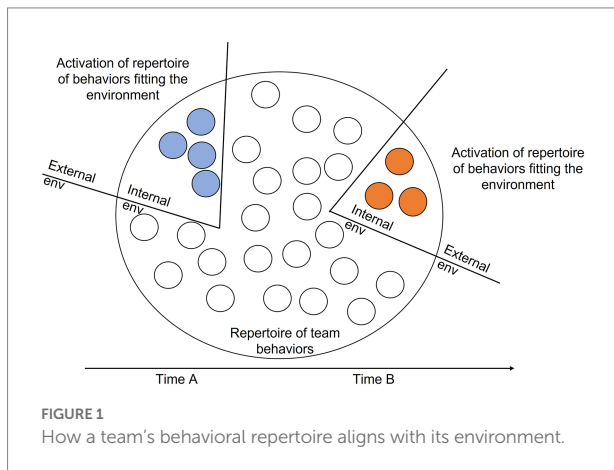 Activation of repertoire
of behaviors fitting the
environment
External
env
Internal
env
Activation of repertoire
of behaviors fitting the
environment
Internal
env
External
env
Repertoire of team
behaviors
Time A
Time B
FIGURE 1
How a team’s behavioral repertoire aligns with its environment.